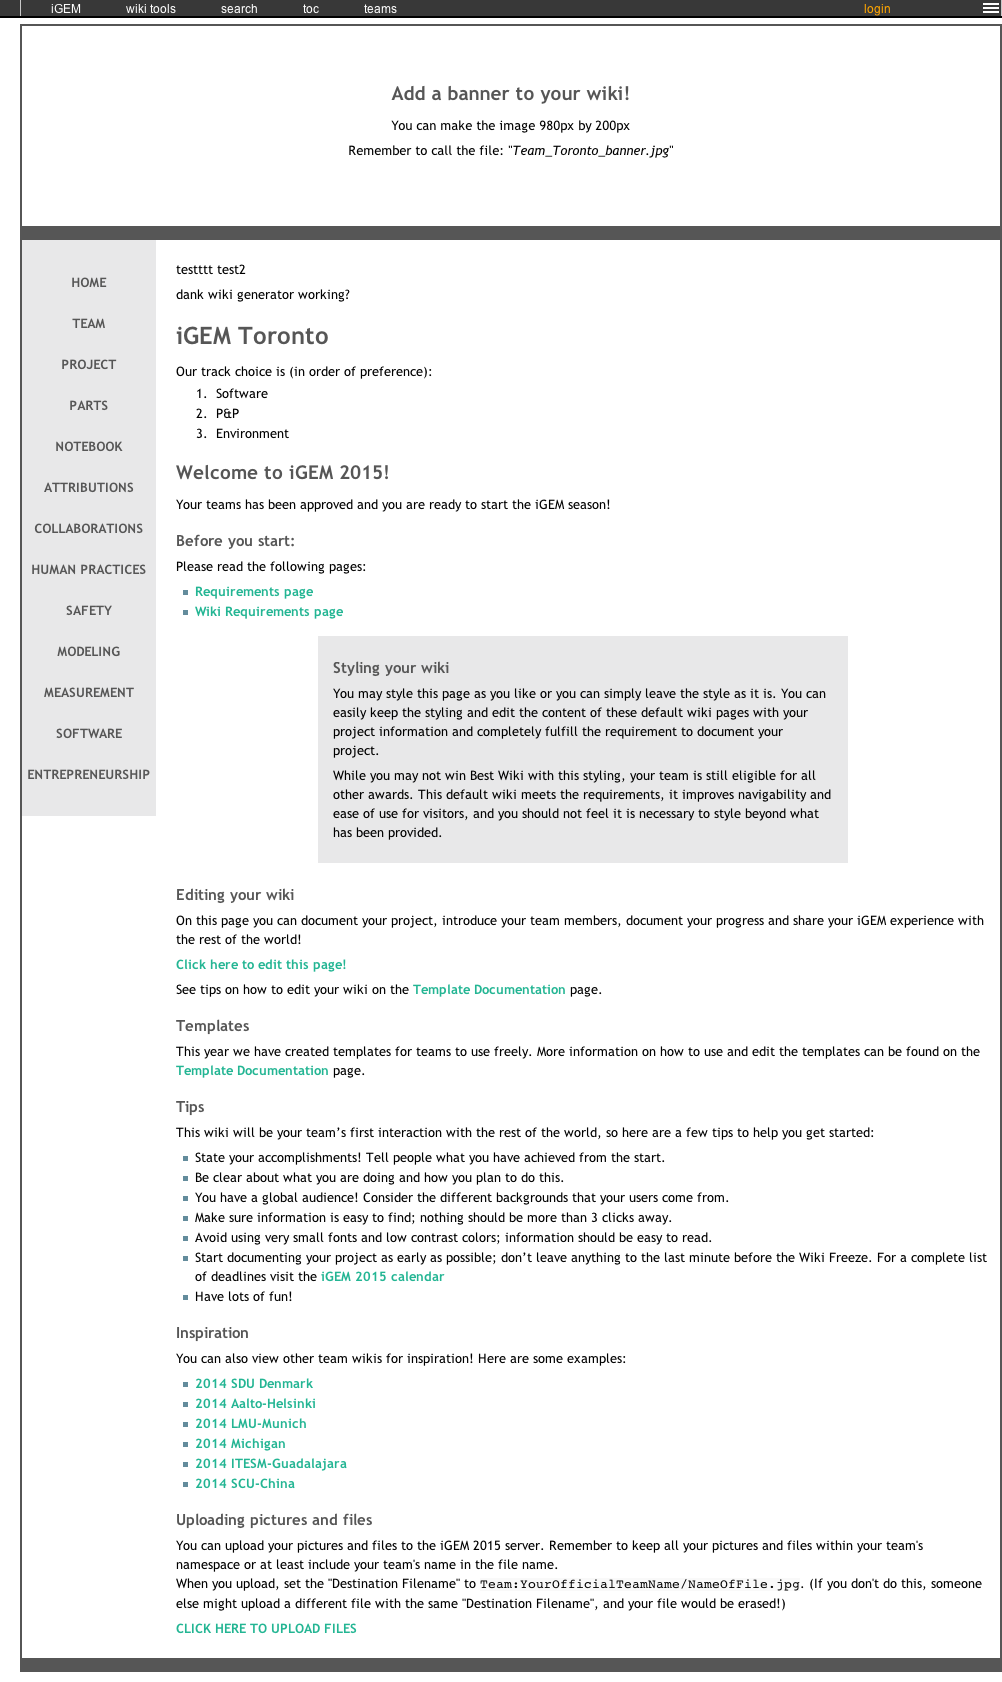 iGEM wiki tools search toc teams login
Add a banner to your wiki!
You can make the image 980px by 200px
Remember to call the file: "Team_Toronto_banner.jpg"
HOME
TEAM
PROJECT
PARTS
NOTEBOOK
ATTRIBUTIONS
COLLABORATIONS
HUMAN PRACTICES
SAFETY
MODELING
MEASUREMENT
SOFTWARE
ENTREPRENEURSHIP
testttt test2
dank wiki generator working?
iGEM Toronto
Our track choice is (in order of preference):
1. Software
2. P&P
3. Environment
Welcome to iGEM 2015!
Your teams has been approved and you are ready to start the iGEM season!
Before you start:
Please read the following pages:
Requirements page
Wiki Requirements page
Styling your wiki
You may style this page as you like or you can simply leave the style as it is. You can
easily keep the styling and edit the content of these default wiki pages with your
project information and completely fulfill the requirement to document your
project.
While you may not win Best Wiki with this styling, your team is still eligible for all
other awards. This default wiki meets the requirements, it improves navigability and
ease of use for visitors, and you should not feel it is necessary to style beyond what
has been provided.
Editing your wiki
On this page you can document your project, introduce your team members, document your progress and share your iGEM experience with
the rest of the world!
Click here to edit this page!
See tips on how to edit your wiki on the Template Documentation page.
Templates
This year we have created templates for teams to use freely. More information on how to use and edit the templates can be found on the
Template Documentation page.
Tips
This wiki will be your team’s first interaction with the rest of the world, so here are a few tips to help you get started:
State your accomplishments! Tell people what you have achieved from the start.
Be clear about what you are doing and how you plan to do this.
You have a global audience! Consider the different backgrounds that your users come from.
Make sure information is easy to find; nothing should be more than 3 clicks away.
Avoid using very small fonts and low contrast colors; information should be easy to read.
Start documenting your project as early as possible; don’t leave anything to the last minute before the Wiki Freeze. For a complete list
of deadlines visit the iGEM 2015 calendar
Have lots of fun!
Inspiration
You can also view other team wikis for inspiration! Here are some examples:
2014 SDU Denmark
2014 Aalto-Helsinki
2014 LMU-Munich
2014 Michigan
2014 ITESM-Guadalajara
2014 SCU-China
Uploading pictures and files
You can upload your pictures and files to the iGEM 2015 server. Remember to keep all your pictures and files within your team's
namespace or at least include your team's name in the file name.
When you upload, set the "Destination Filename" to Team:YourOfficialTeamName/NameOfFile.jpg. (If you don't do this, someone
else might upload a different file with the same "Destination Filename", and your file would be erased!)
CLICK HERE TO UPLOAD FILES